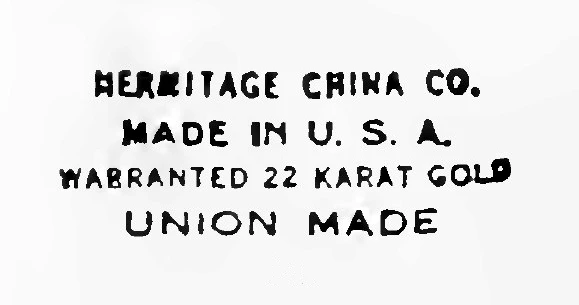 HERMITAGE CHINA CO.
MADE IN U. S. A.
WARRANTED 22 KARAT GOLD
UNION MADE